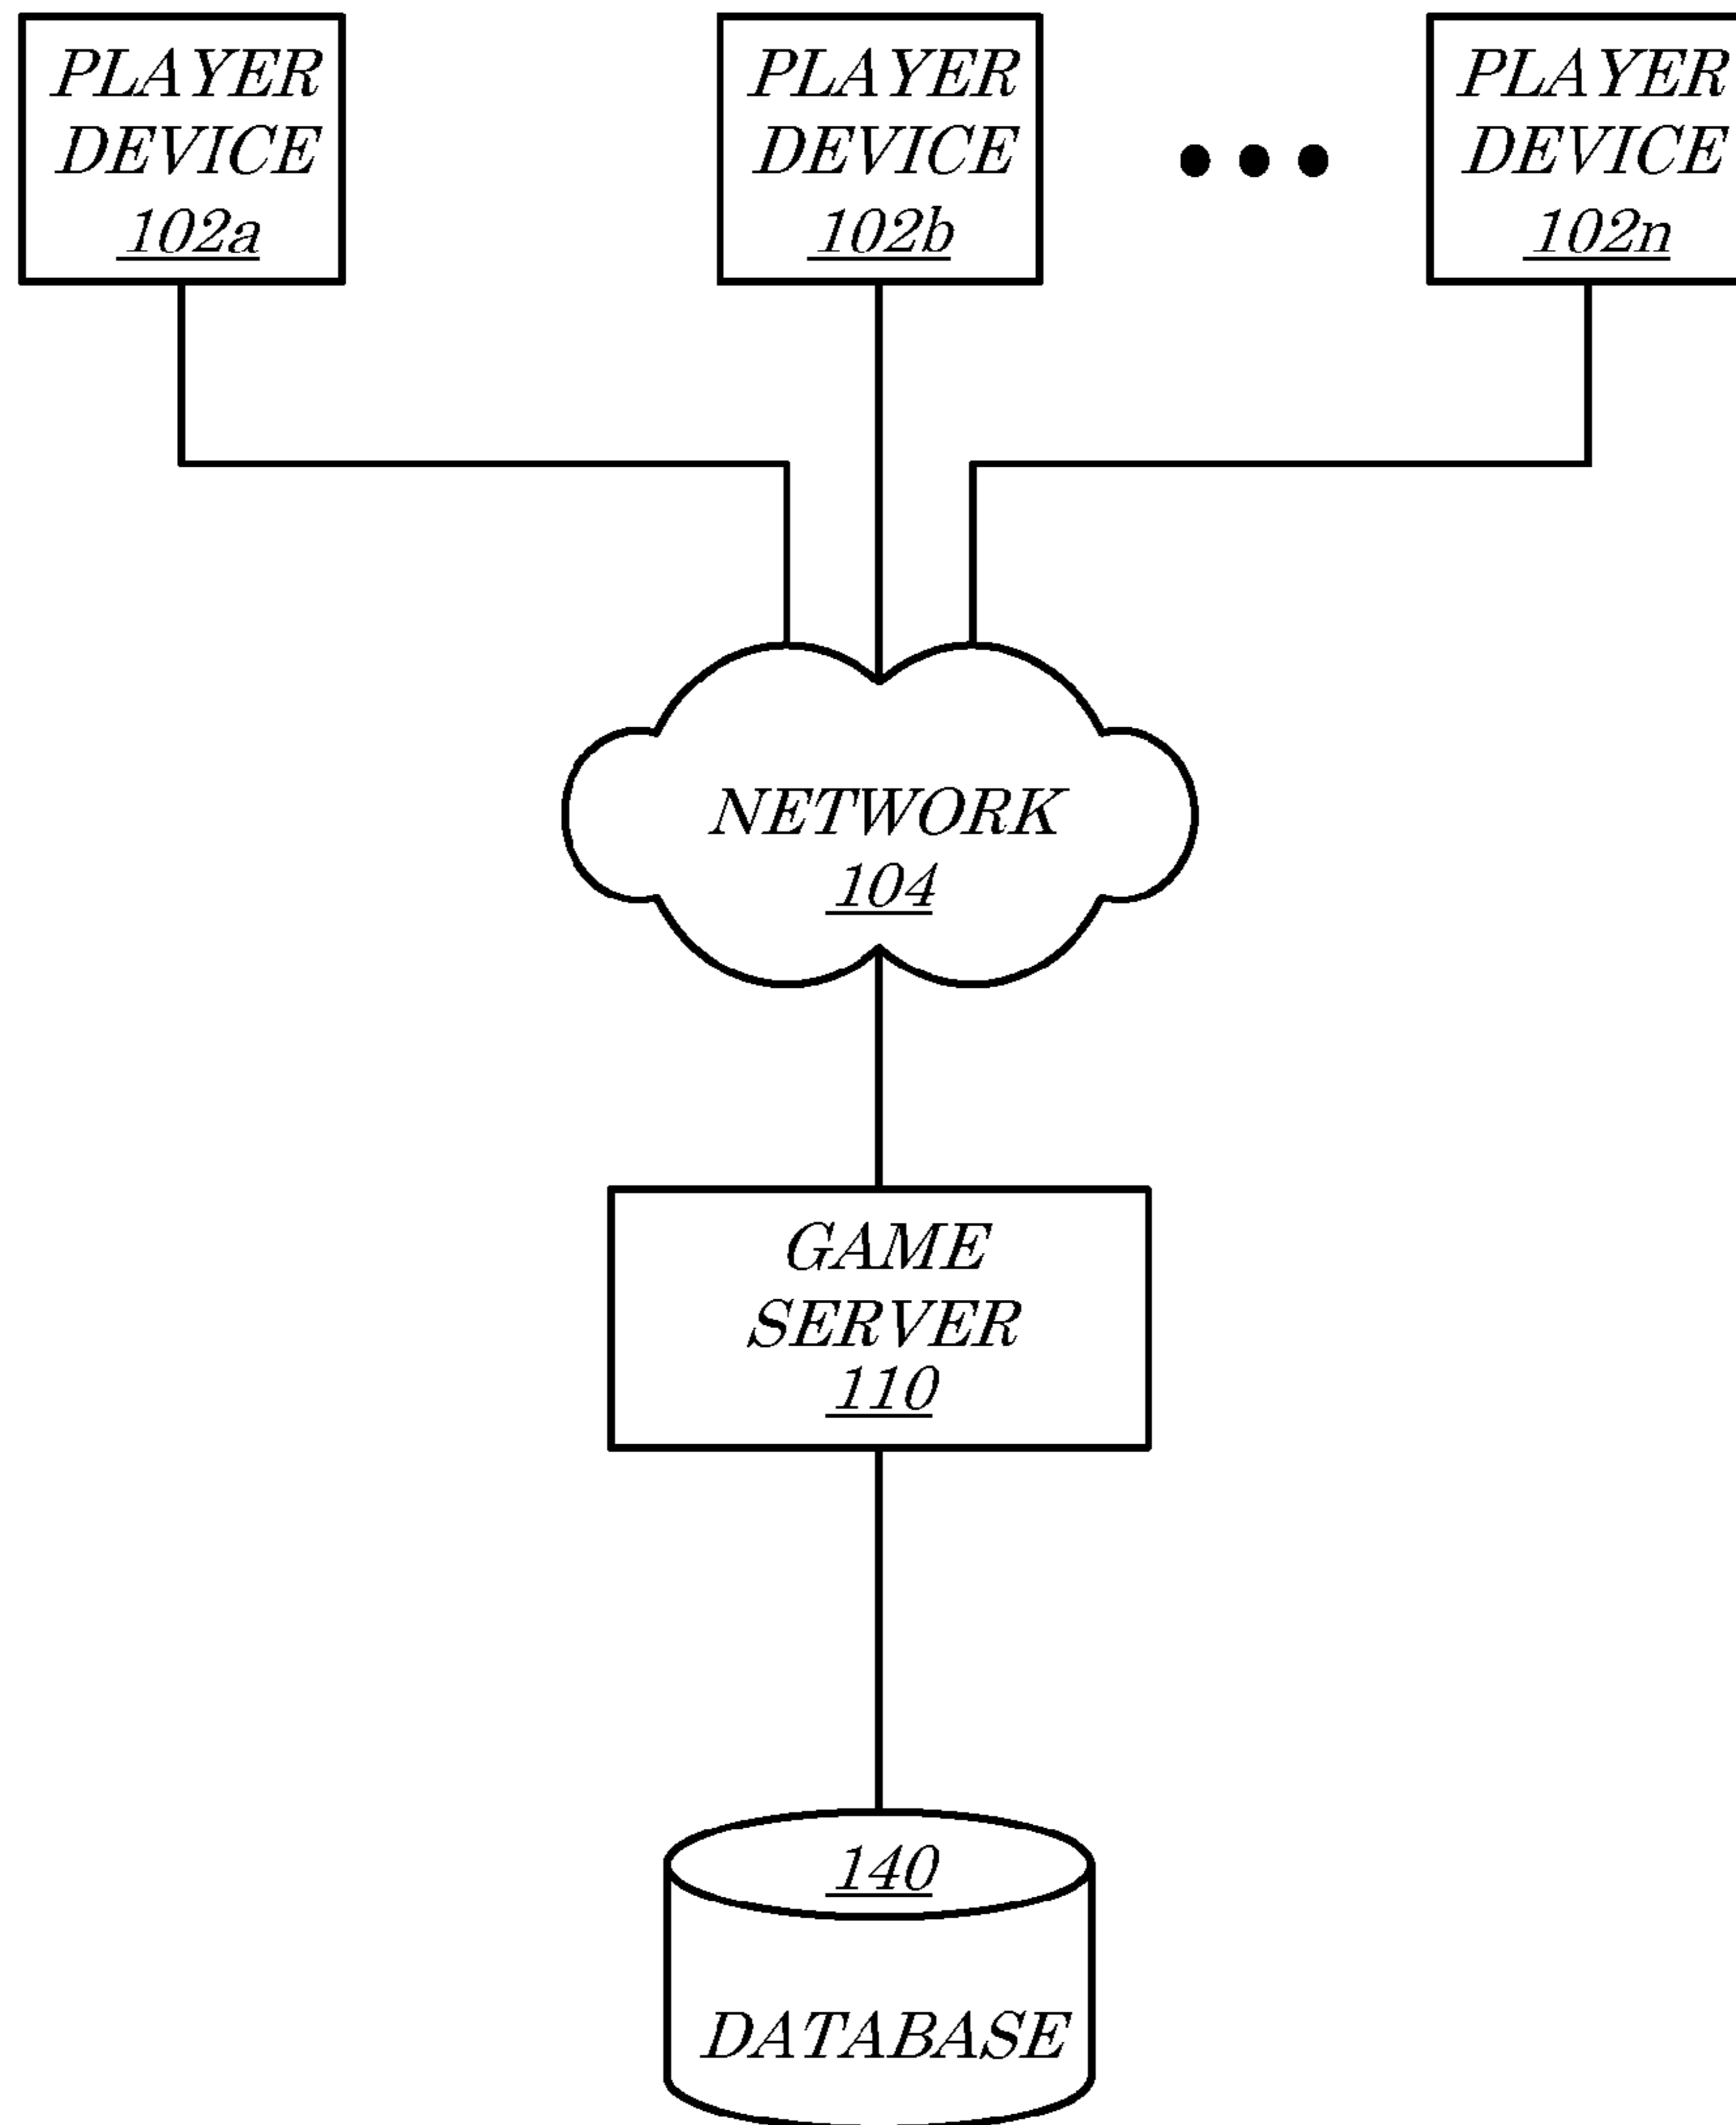 PLAYER
DEVICE
102a
PLAYER
DEVICE
102b
PLAYER
DEVICE
102n
NETWORK
104
GAME
SERVER
110
140
DATABASE